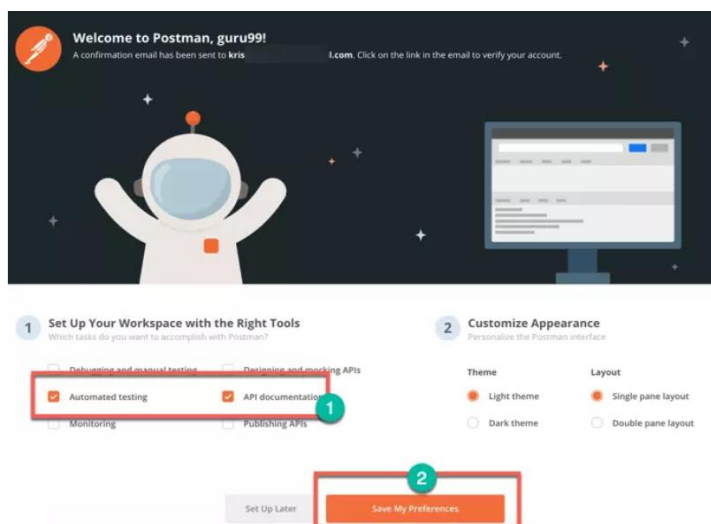 Welcome to Postman, guru99!
A confirmation email has been sent to kris l.com. Click on the link in the email to verify your account.
1 Set Up Your Workspace with the Right Tools
Which tasks do you want to accomplish with Postman?
Debugging and manual testing Designing and mocking APIs
Automated testing API documentation
1
Monitoring Publishing APIs
2 Customize Appearance
Personalize the Postman interface
Theme Layout
Light theme Single pane layout
Dark theme Double pane layout
2
Set Up Later Save My Preferences